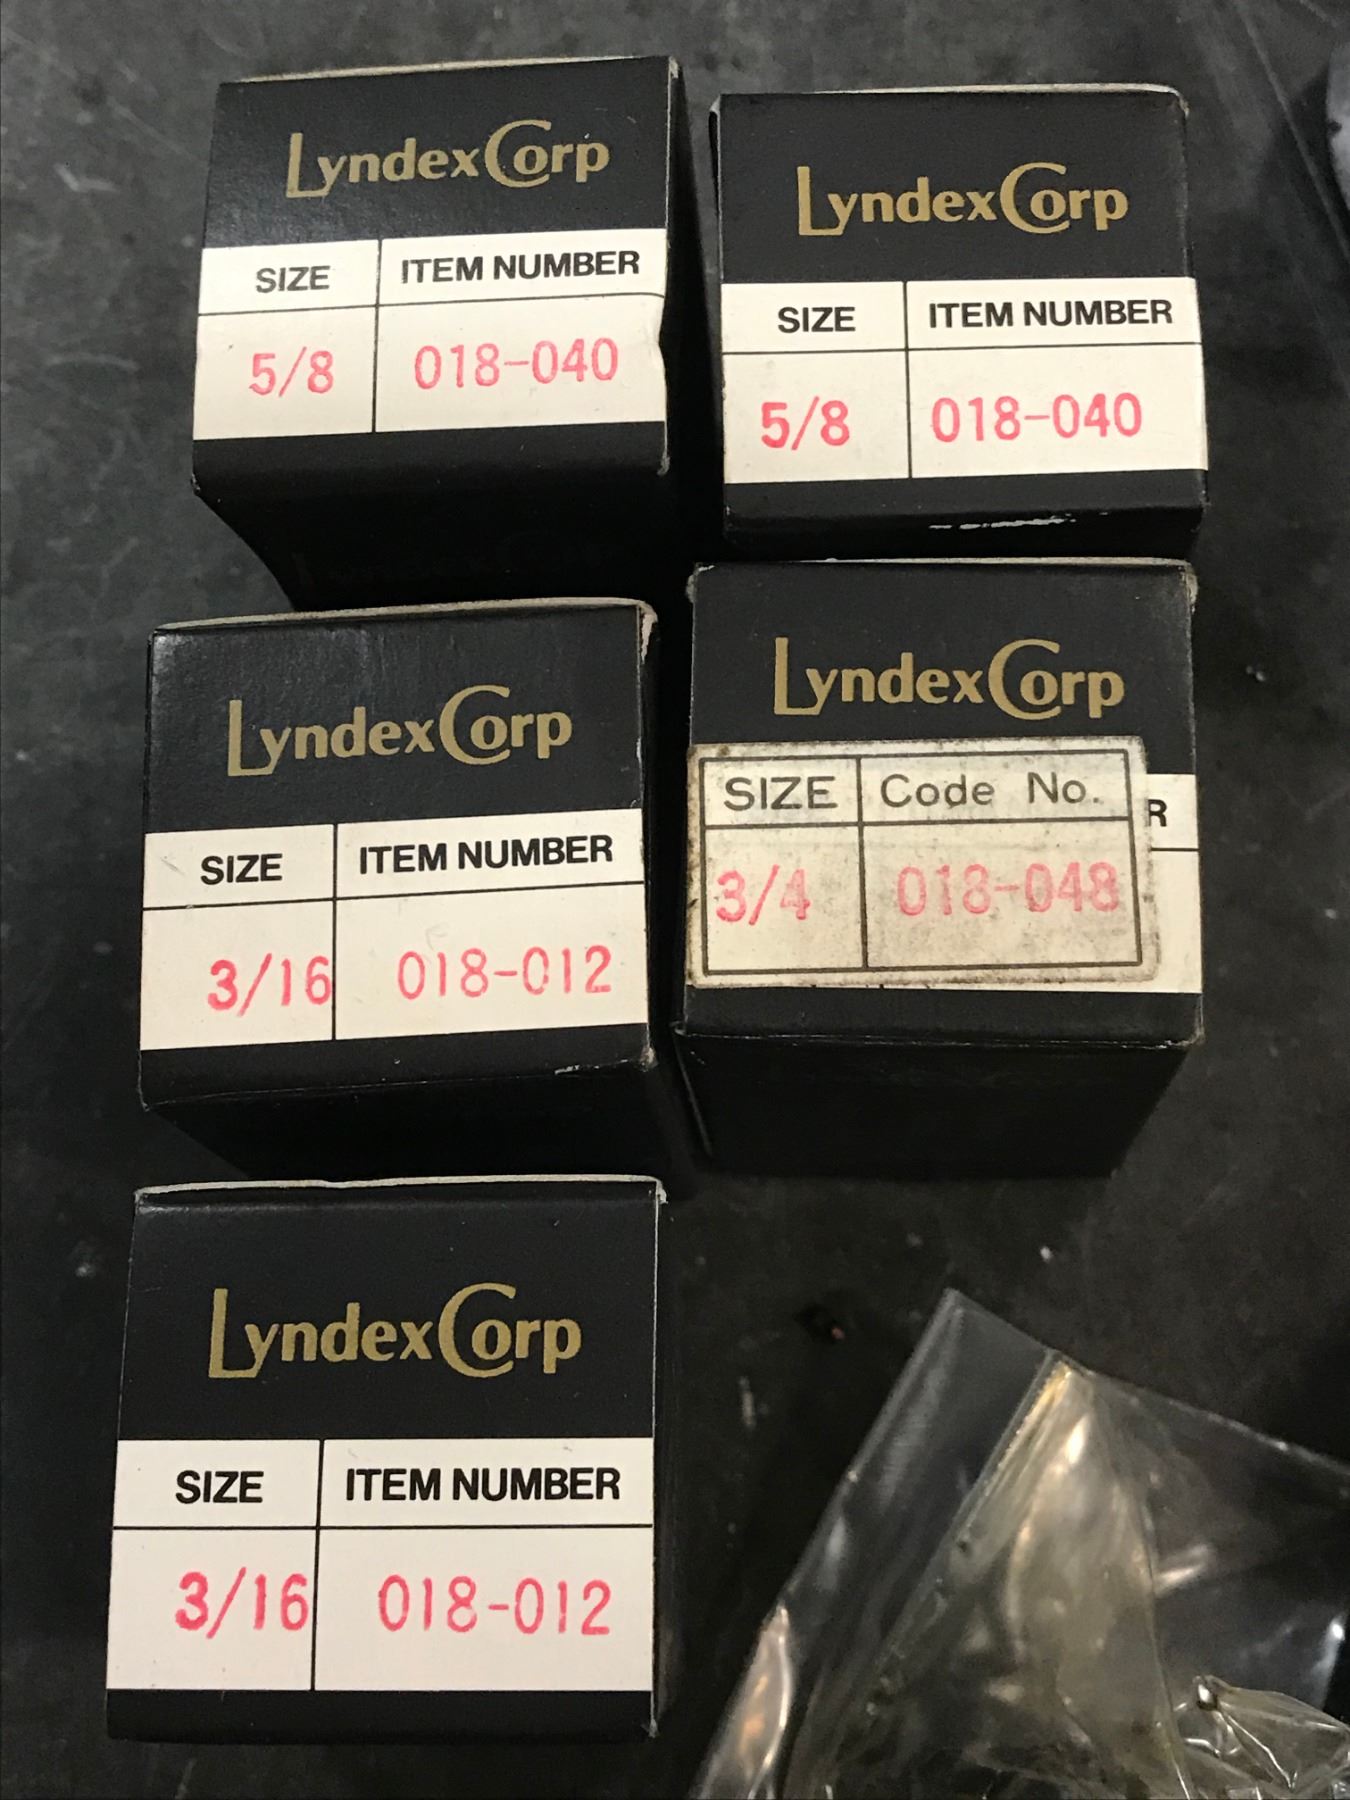 LyndexCorp
SIZE ITEM NUMBER
5/8 018-040
LyndexCorp
SIZE ITEM NUMBER
5/8 018-040
LyndexCorp
SIZE ITEM NUMBER
3/16 018-012
LyndexCorp
SIZE Code No.
R
3/4 018-048
LyndexCorp
SIZE ITEM NUMBER
3/16 018-012